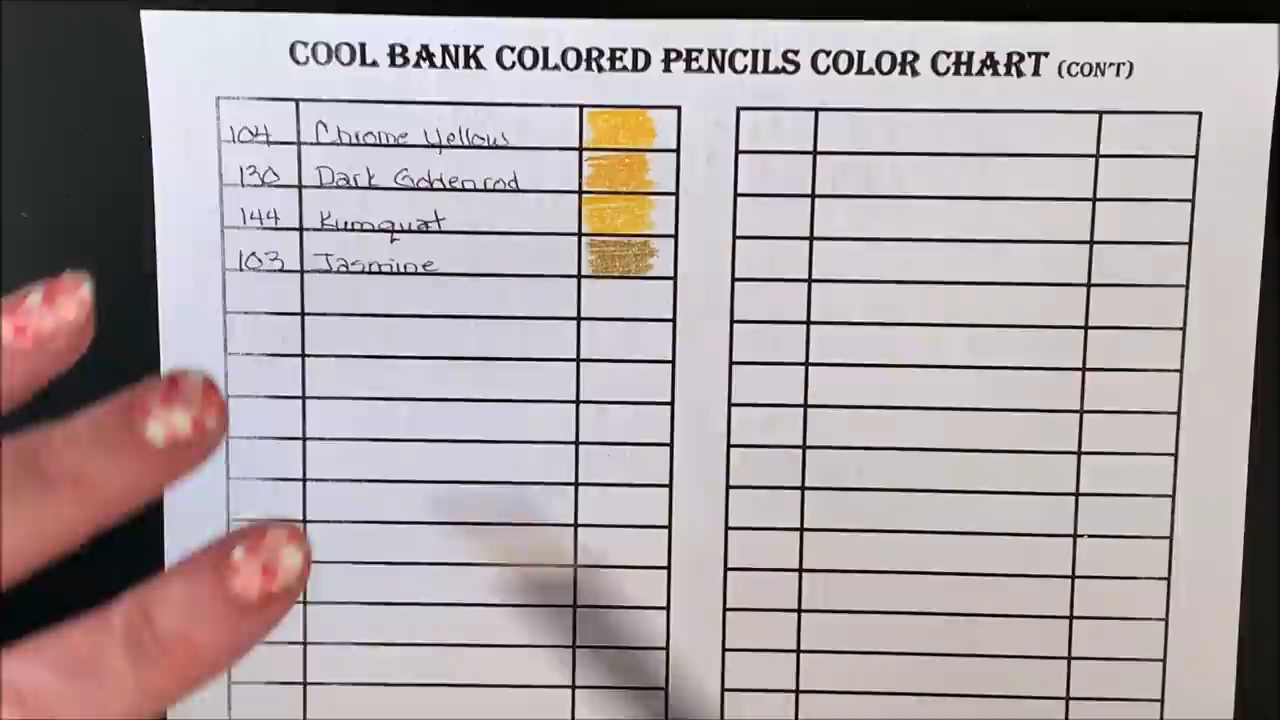 COOL BANK COLORED PENCILS COLOR CHART (CON'T)
104 Chrome Yellow
130 Dark Goldenrod
144 Kumquat
103 Jasmine